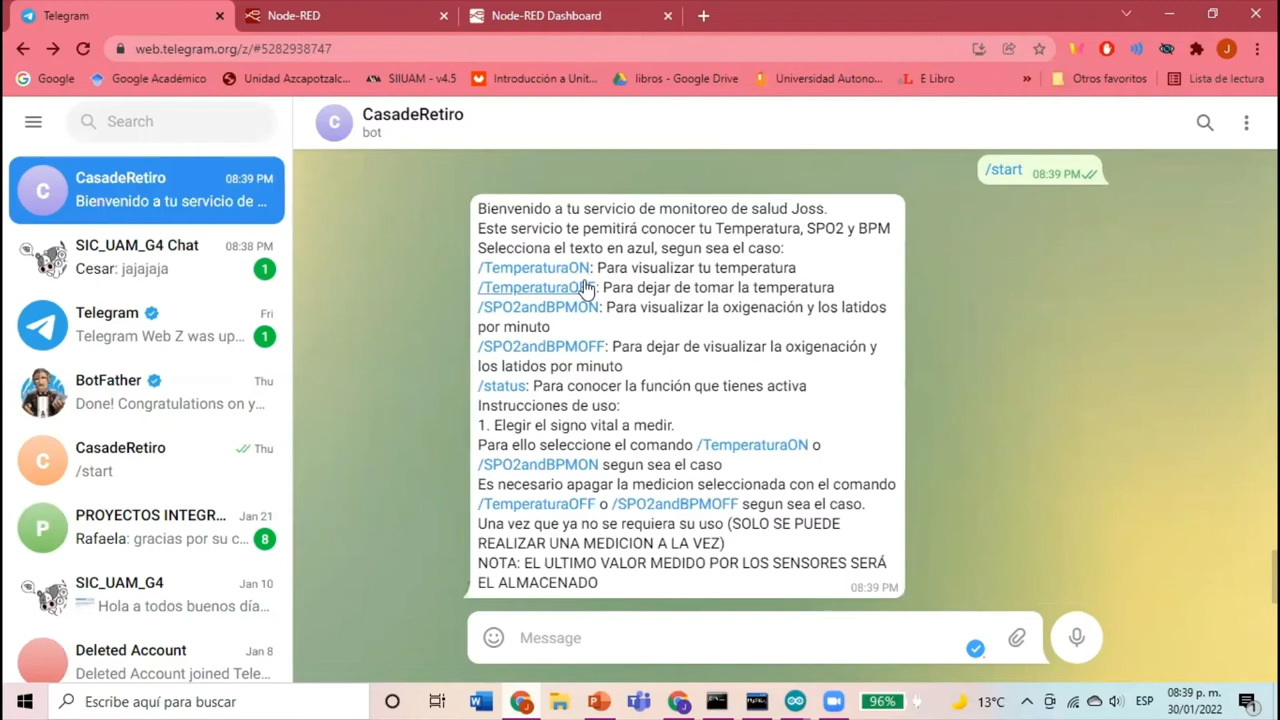 Telegram
Node-RED
Node-RED Dashboard
web.telegram.org/z/#5282938747
Google
Google Académico
Unidad Azcapotzalc...
SIIUAM - v4.5
Introducción a Unit...
libros - Google Drive
Universidad Autono...
E Libro
»
Otros favoritos
Lista de lectura
Search
C
CasadeRetiro
bot
C
CasadeRetiro
08:39 PM
Bienvenido a tu servicio de ...
SIC_UAM_G4 Chat
08:38 PM
Cesar: jajajaja
1
Telegram
Fri
Telegram Web Z was up...
1
BotFather
Thu
Done! Congratulations on y...
C
CasadeRetiro
Thu
/start
P
PROYECTOS INTEGR...
Jan 21
Rafaela: gracias por su c...
8
SIC_UAM_G4
Jan 10
Hola a todos buenos día...
Deleted Account
Jan 8
Deleted Account joined Tele...
/start
08:39 PM
Bienvenido a tu servicio de monitoreo de salud Joss.
Este servicio te pemitirá conocer tu Temperatura, SPO2 y BPM
Selecciona el texto en azul, segun sea el caso:
/TemperaturaON: Para visualizar tu temperatura
/TemperaturaOFF: Para dejar de tomar la temperatura
/SPO2andBPMON: Para visualizar la oxigenación y los latidos
por minuto
/SPO2andBPMOFF: Para dejar de visualizar la oxigenación y
los latidos por minuto
/status: Para conocer la función que tienes activa
Instrucciones de uso:
1. Elegir el signo vital a medir.
Para ello seleccione el comando /TemperaturaON o
/SPO2andBPMON segun sea el caso
Es necesario apagar la medicion seleccionada con el comando
/TemperaturaOFF o /SPO2andBPMOFF segun sea el caso.
Una vez que ya no se requiera su uso (SOLO SE PUEDE
REALIZAR UNA MEDICION A LA VEZ)
NOTA: EL ULTIMO VALOR MEDIDO POR LOS SENSORES SERÁ
EL ALMACENADO
08:39 PM
Message
Escribe aquí para buscar
96%
13°C
ESP
08:39 p. m.
30/01/2022